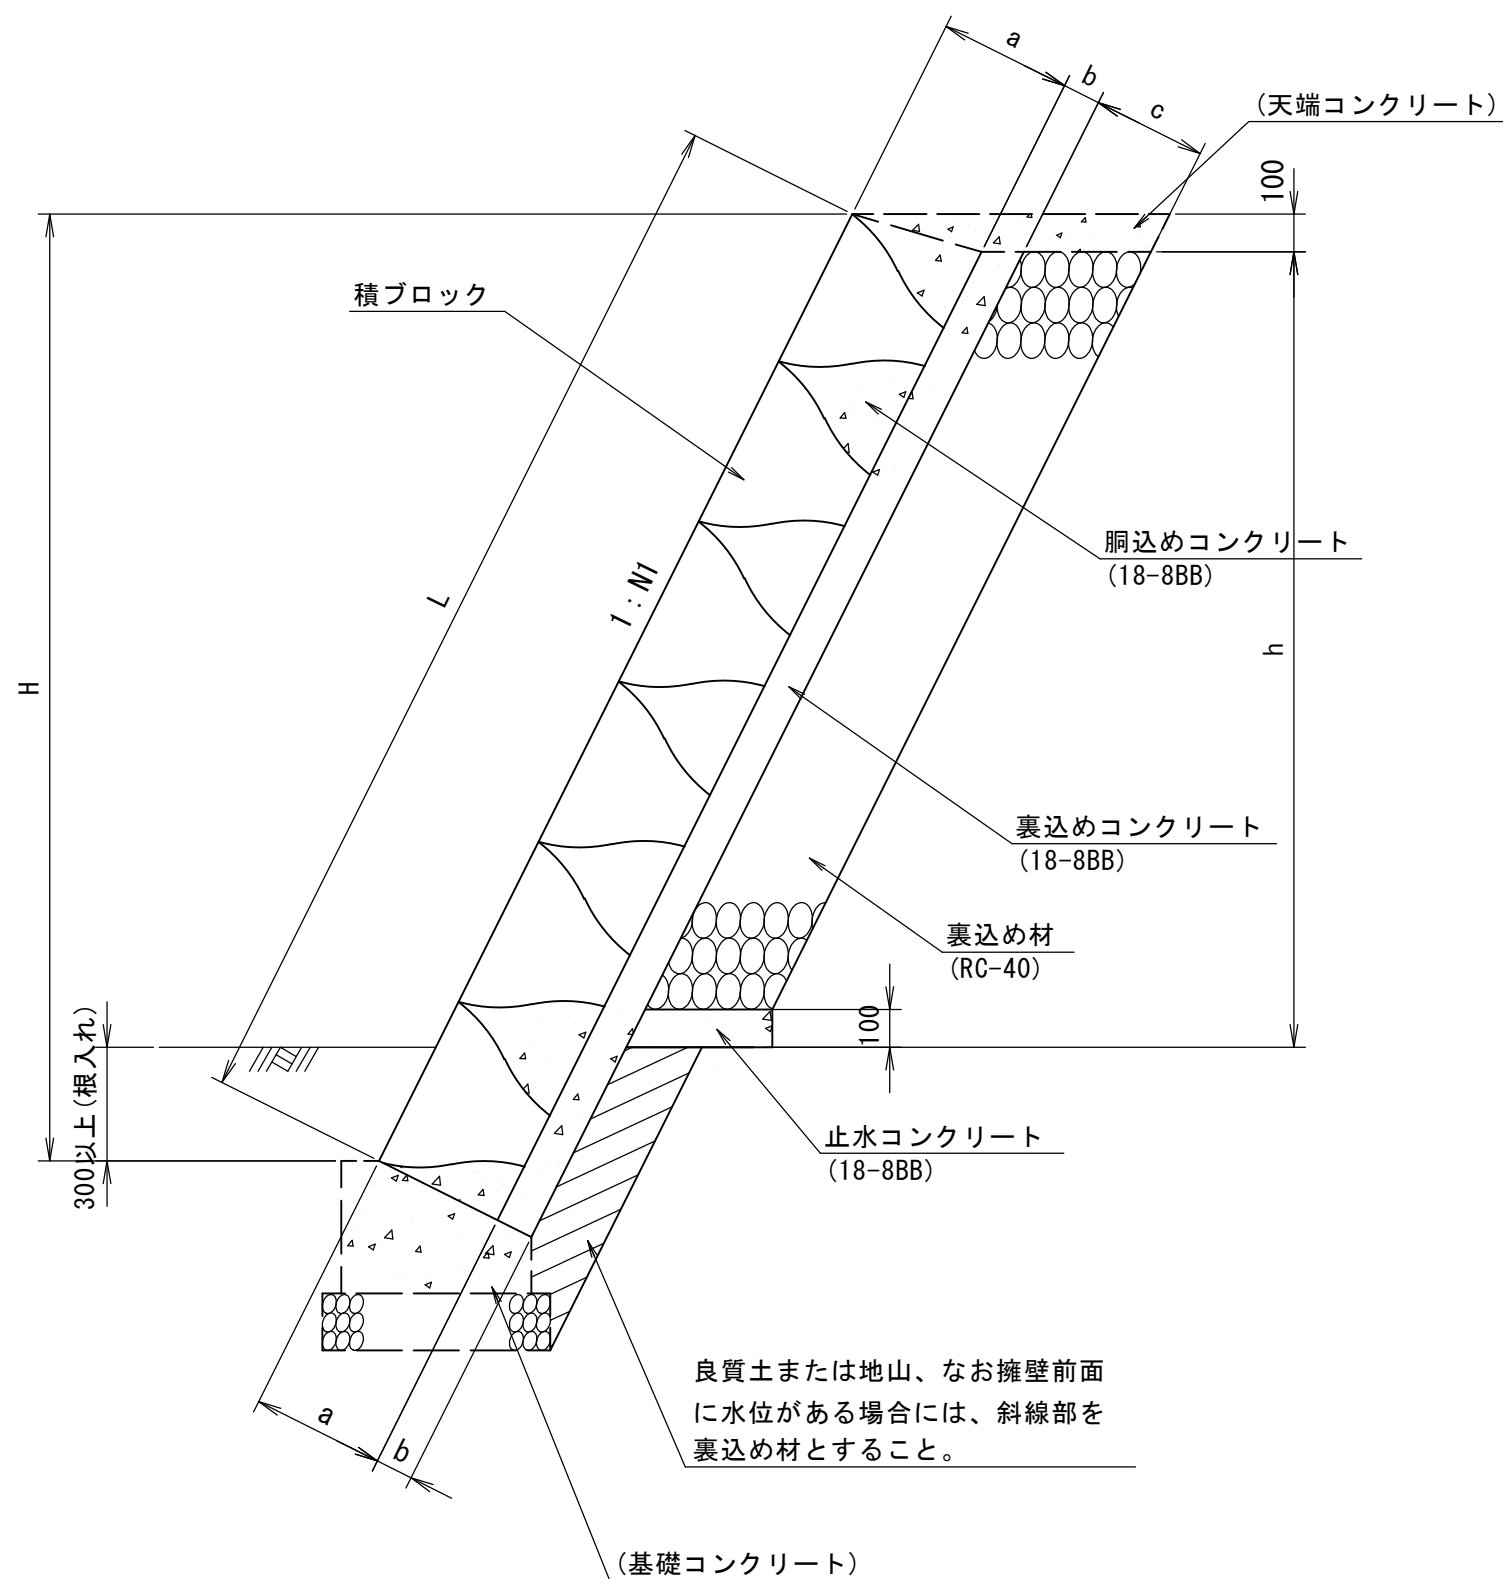 a
b
c
(天端コンクリート)
100
積ブロック
L
1:N1
胴込めコンクリート
(18-8BB)
H
h
裏込めコンクリート
(18-8BB)
裏込め材
(RC-40)
100
300以上(根入れ)
止水コンクリート
(18-8BB)
良質土または地山、なお擁壁前面
に水位がある場合には、斜線部を
裏込め材とすること。
a
b
(基礎コンクリート)